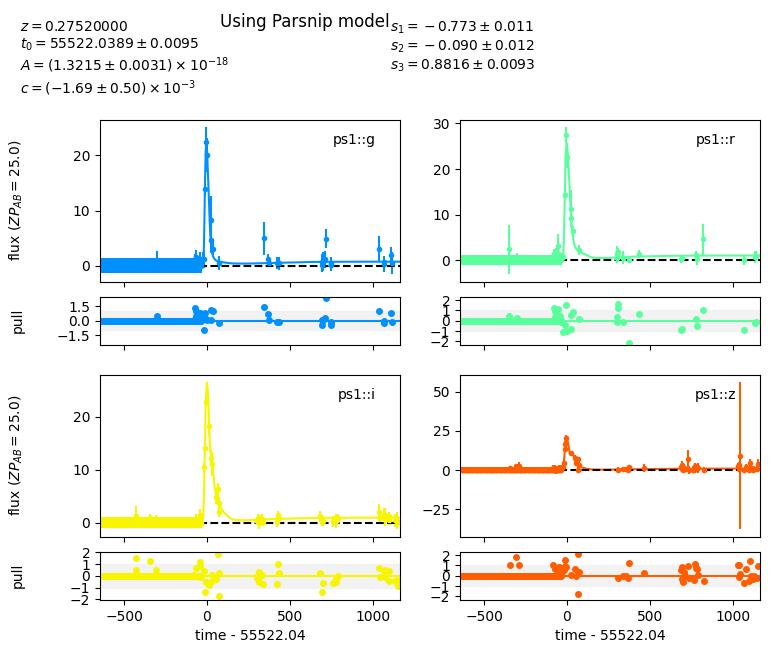 Using Parsnip model
z = 0.27520000
t₀ = 55522.0389 ± 0.0095
A = (1.3215 ± 0.0031) × 10⁻¹⁸
c = (−1.69 ± 0.50) × 10⁻³
s₁ = −0.773 ± 0.011
s₂ = −0.090 ± 0.012
s₃ = 0.8816 ± 0.0093
flux (ZP_AB = 25.0)
20
10
0
ps1::g
30
20
10
0
ps1::r
pull
1.5
0.0
−1.5
2
1
0
−1
−2
flux (ZP_AB = 25.0)
20
10
0
ps1::i
50
25
0
−25
ps1::z
pull
2
1
0
−1
−2
2
1
0
−1
−2
−500 0 500 1000
time - 55522.04
−500 0 500 1000
time - 55522.04